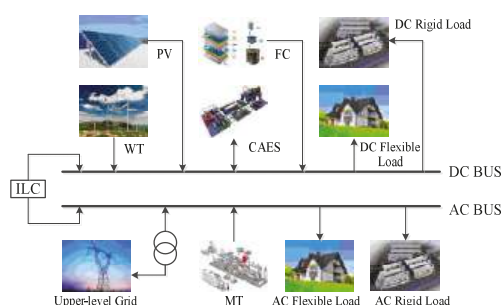 DC Rigid Load
PV
FC
WT
CAES
DC Flexible
Load
DC BUS
ILC
AC BUS
Upper-level Grid
MT
AC Flexible Load
AC Rigid Load